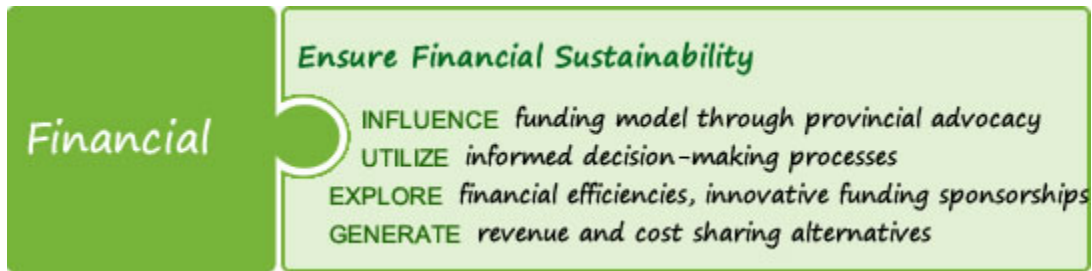 Financial
Ensure Financial Sustainability
INFLUENCE funding model through provincial advocacy
UTILIZE informed decision-making processes
EXPLORE financial efficiencies, innovative funding sponsorships
GENERATE revenue and cost sharing alternatives